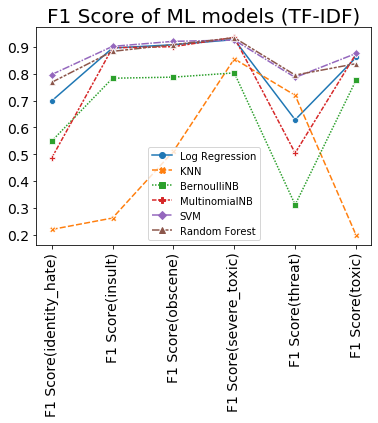 F1 Score of ML models (TF-IDF)
0.9
0.8
0.7
0.6
0.5
0.4
0.3
0.2
Log Regression
KNN
BernoulliNB
MultinomialNB
SVM
Random Forest
F1 Score(identity_hate)
F1 Score(insult)
F1 Score(obscene)
F1 Score(severe_toxic)
F1 Score(threat)
F1 Score(toxic)